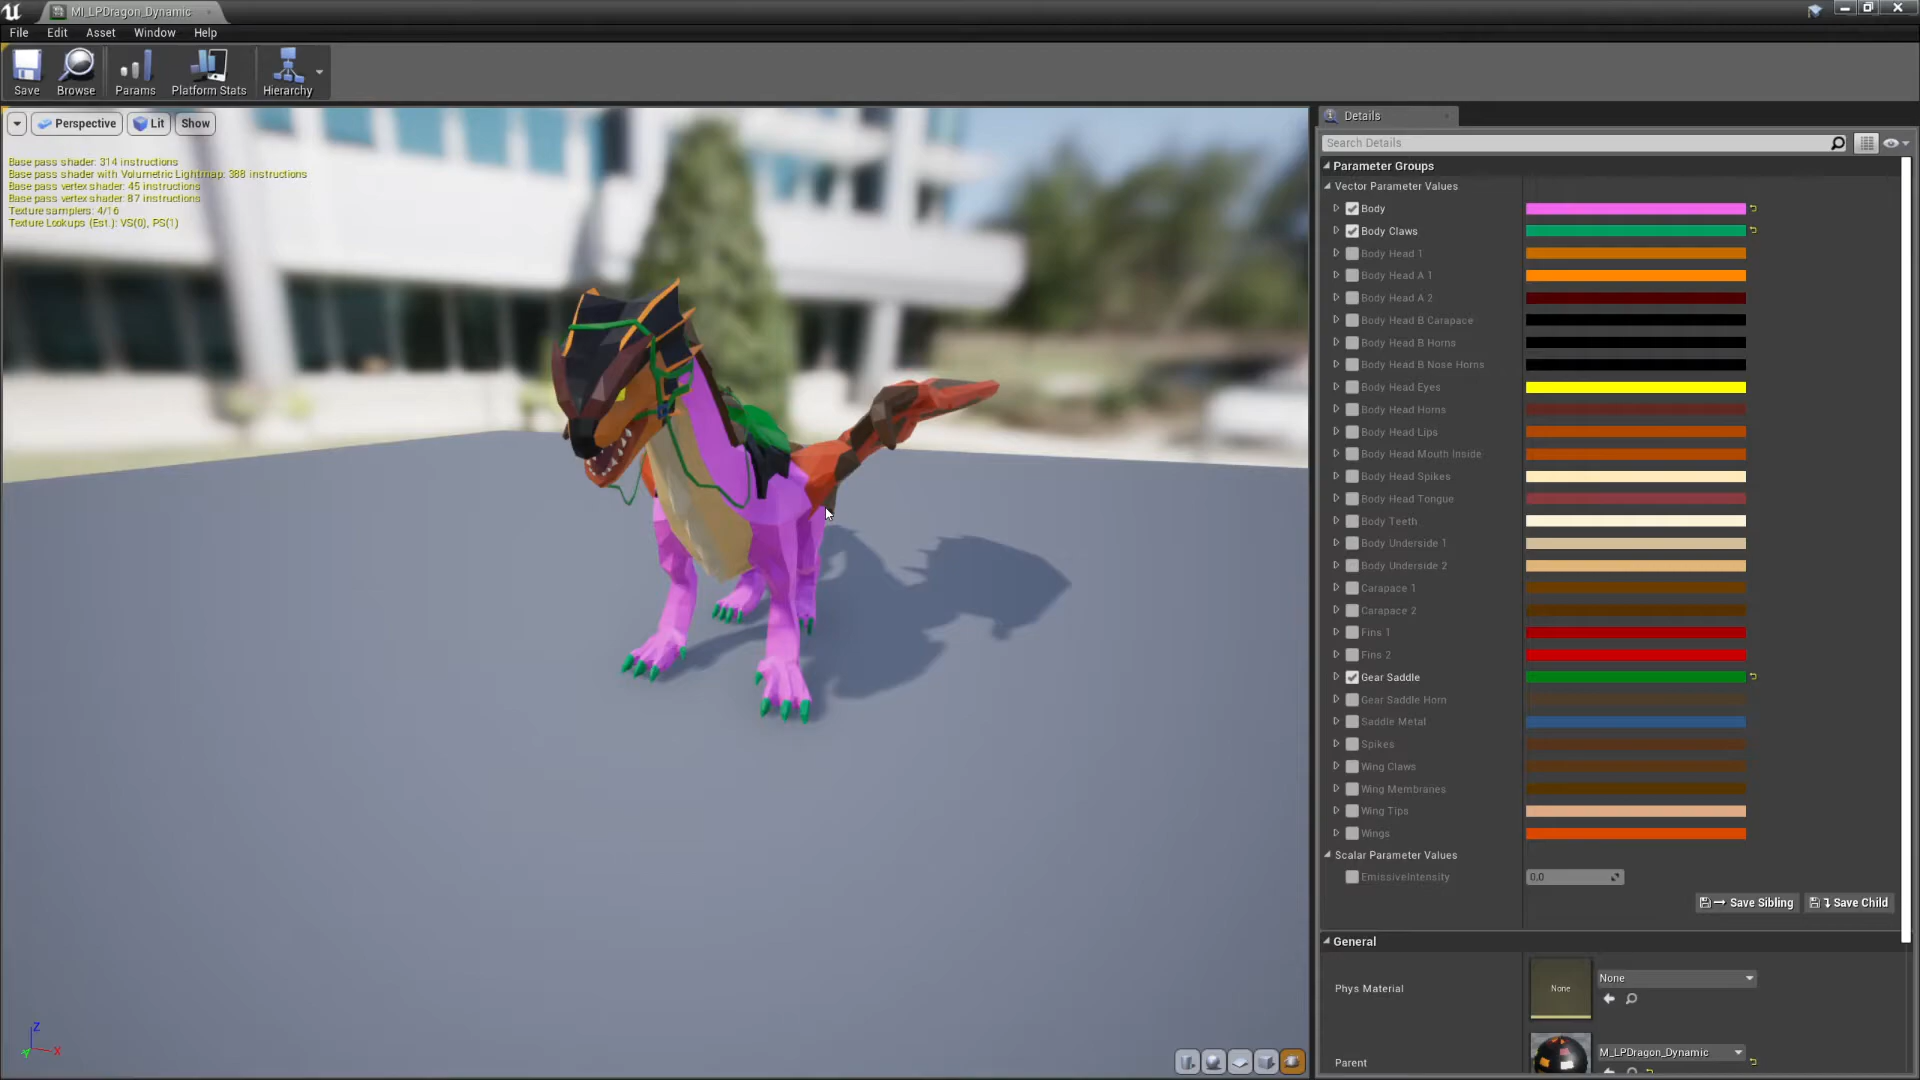 MI_LPDragon_Dynamic
File Edit Asset Window Help
Save Browse Params Platform Stats Hierarchy
Perspective Lit Show
Base pass shader: 314 instructions
Base pass shader with Volumetric Lightmap: 388 instructions
Base pass vertex shader: 45 instructions
Base pass vertex shader: 87 instructions
Texture samplers: 4/16
Texture Lookups (Est.): VS(0), PS(1)
Z
X
Y
Details
Search Details
Parameter Groups
Vector Parameter Values
Body
Body Claws
Body Head 1
Body Head A 1
Body Head A 2
Body Head B Carapace
Body Head B Horns
Body Head B Nose Horns
Body Head Eyes
Body Head Horns
Body Head Lips
Body Head Mouth Inside
Body Head Spikes
Body Head Tongue
Body Teeth
Body Underside 1
Body Underside 2
Carapace 1
Carapace 2
Fins 1
Fins 2
Gear Saddle
Gear Saddle Horn
Saddle Metal
Spikes
Wing Claws
Wing Membranes
Wing Tips
Wings
Scalar Parameter Values
EmissiveIntensity 0.0
Save Sibling Save Child
General
Phys Material None None
Parent M_LPDragon_Dynamic